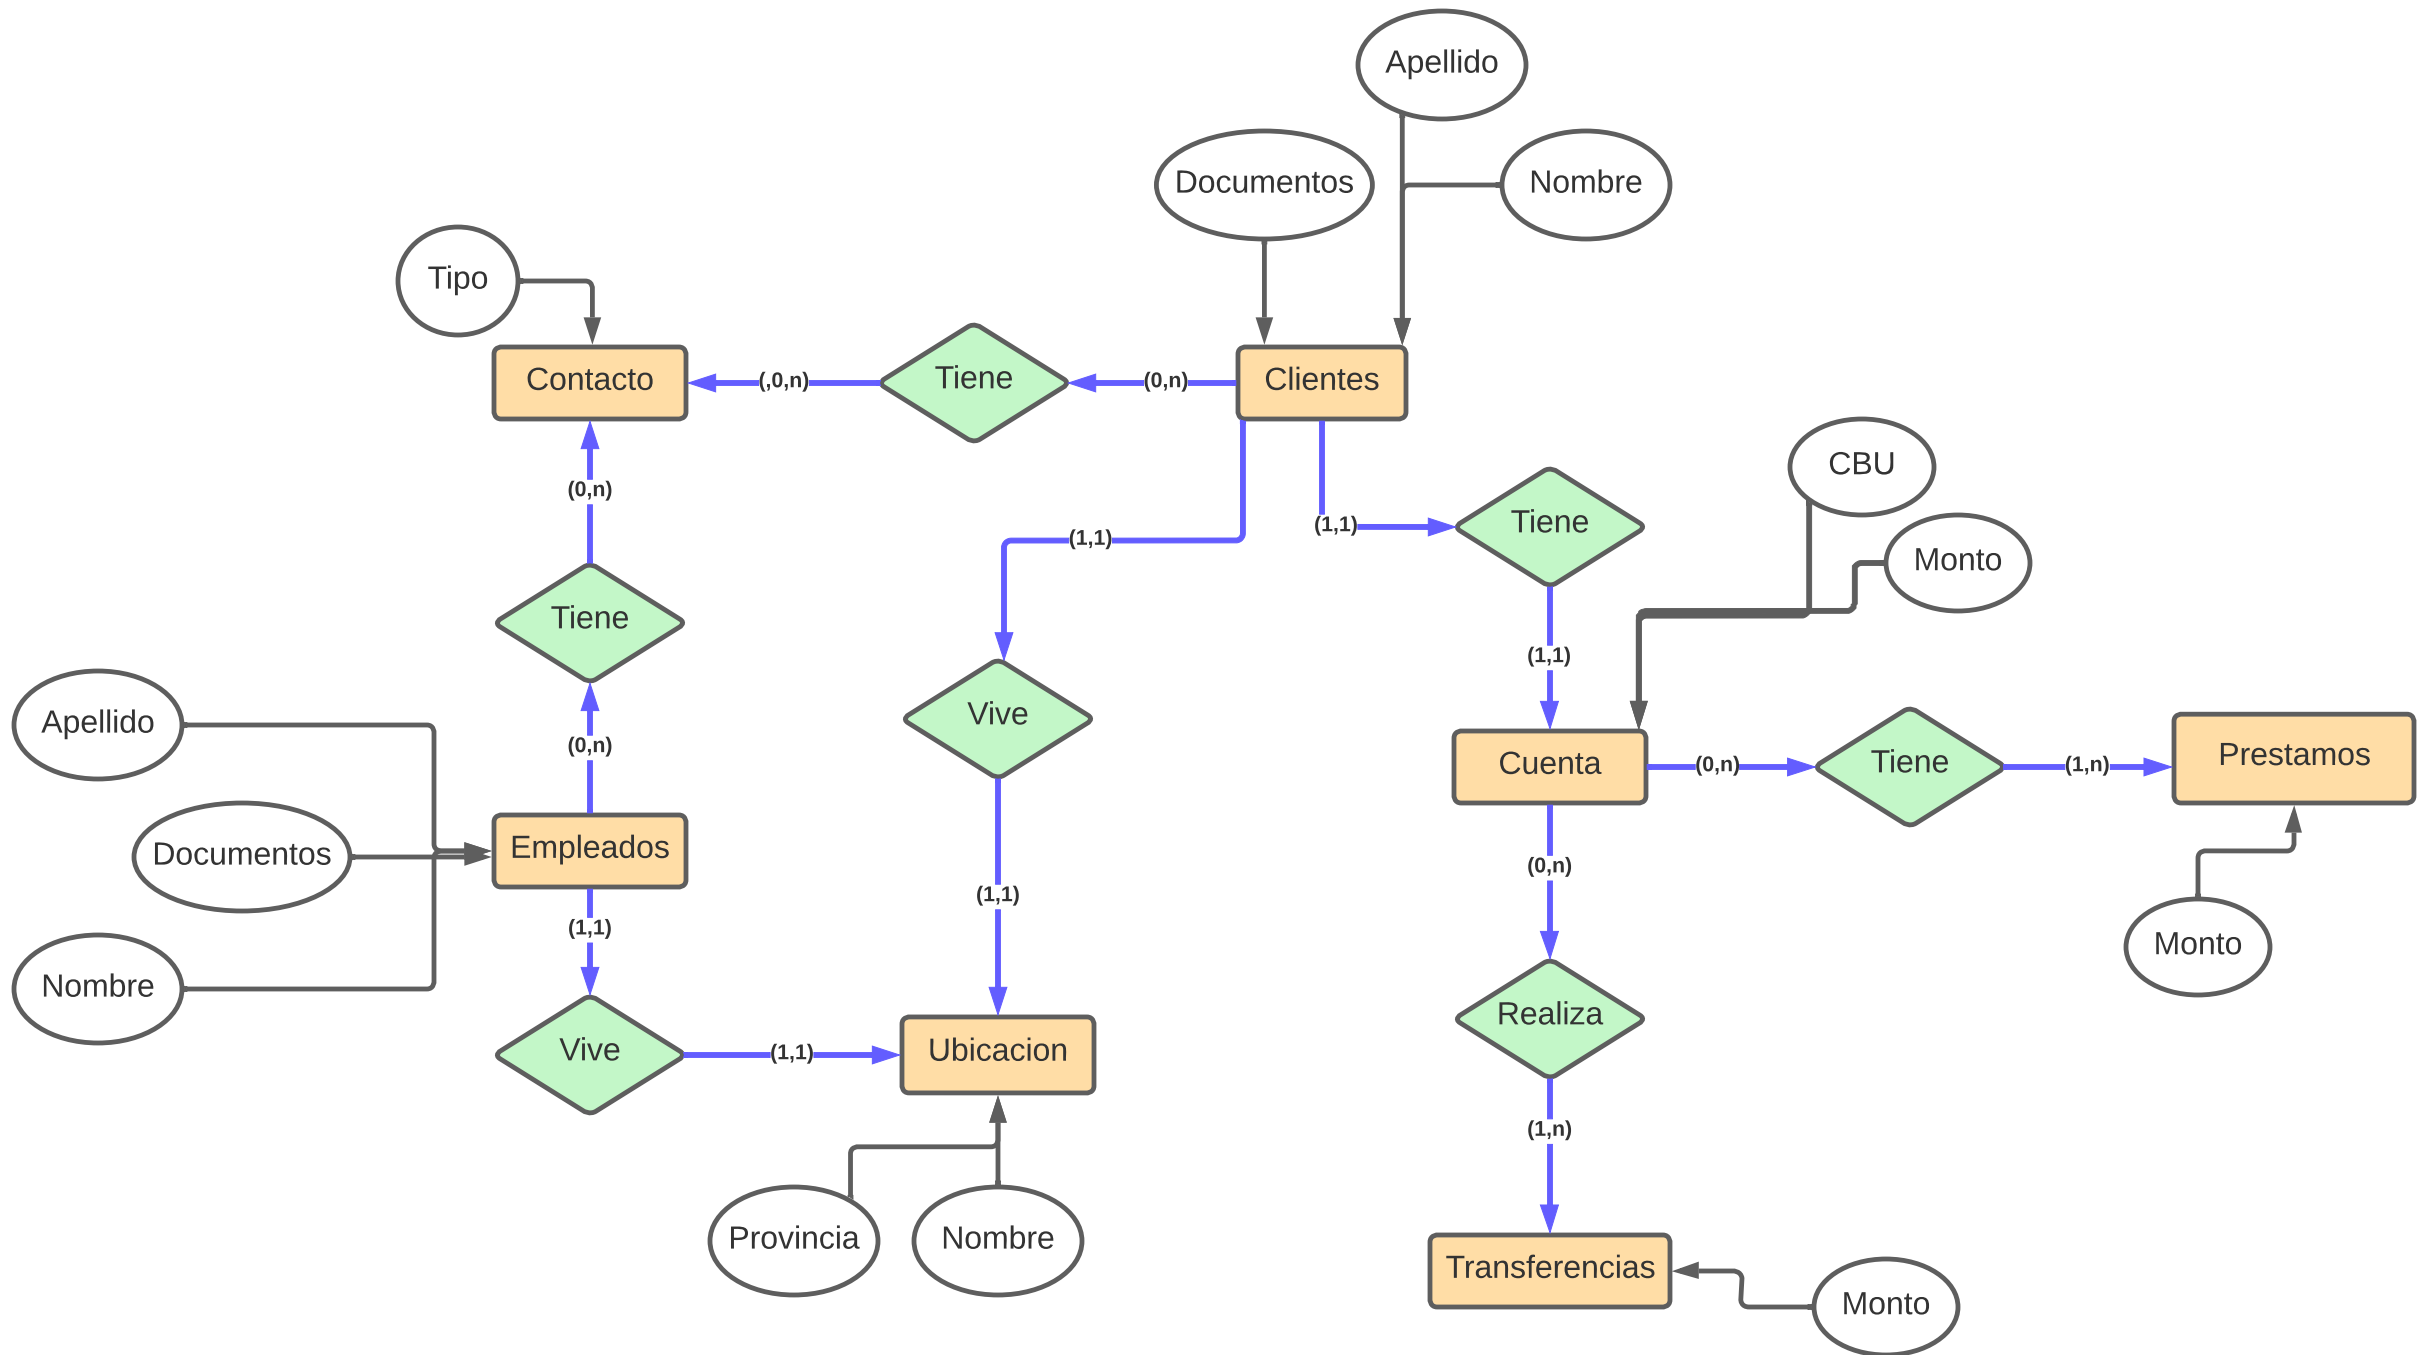 Apellido
Documentos
Nombre
Tipo
Contacto
(,0,n)
Tiene
(0,n)
Clientes
CBU
(0,n)
(1,1)
Tiene
(1,1)
Monto
Tiene
(1,1)
Apellido
Vive
(0,n)
Cuenta
(0,n)
Tiene
(1,n)
Prestamos
Documentos
Empleados
(0,n)
(1,1)
(1,1)
Monto
Nombre
Realiza
Vive
(1,1)
Ubicacion
(1,n)
Provincia
Nombre
Transferencias
Monto